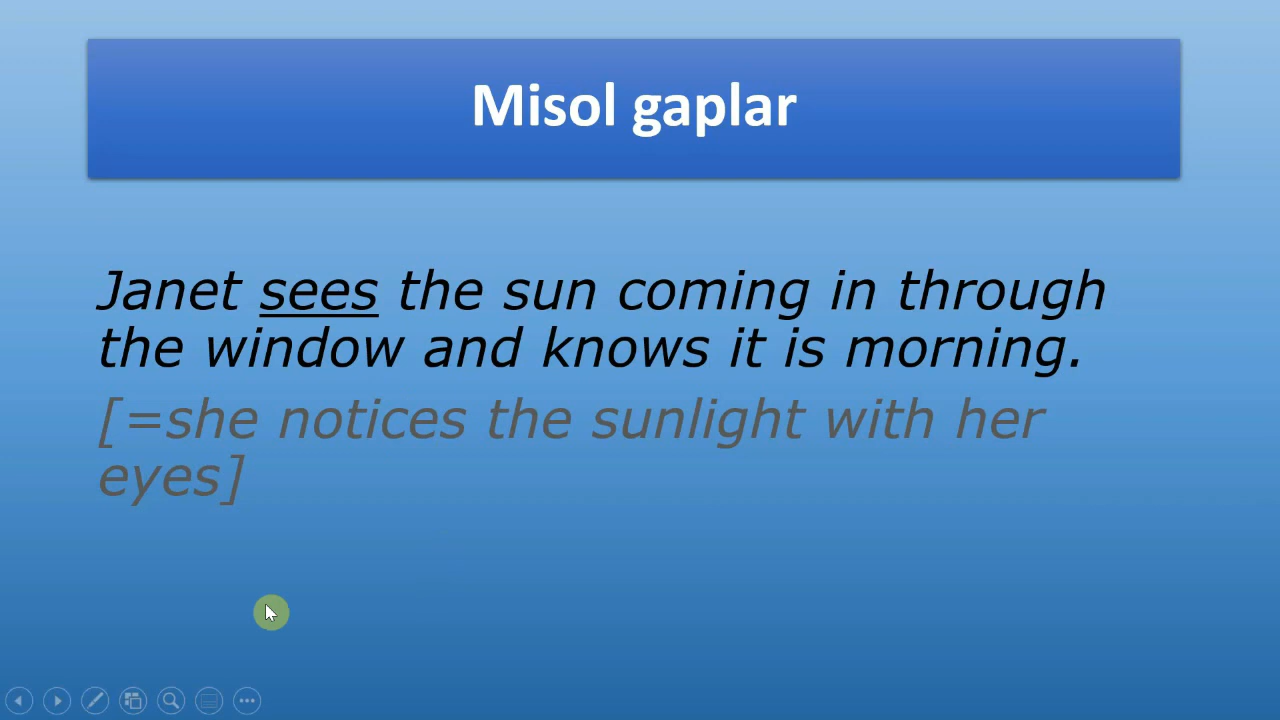 Misol gaplar
Janet sees the sun coming in through
the window and knows it is morning.
[=she notices the sunlight with her
eyes]